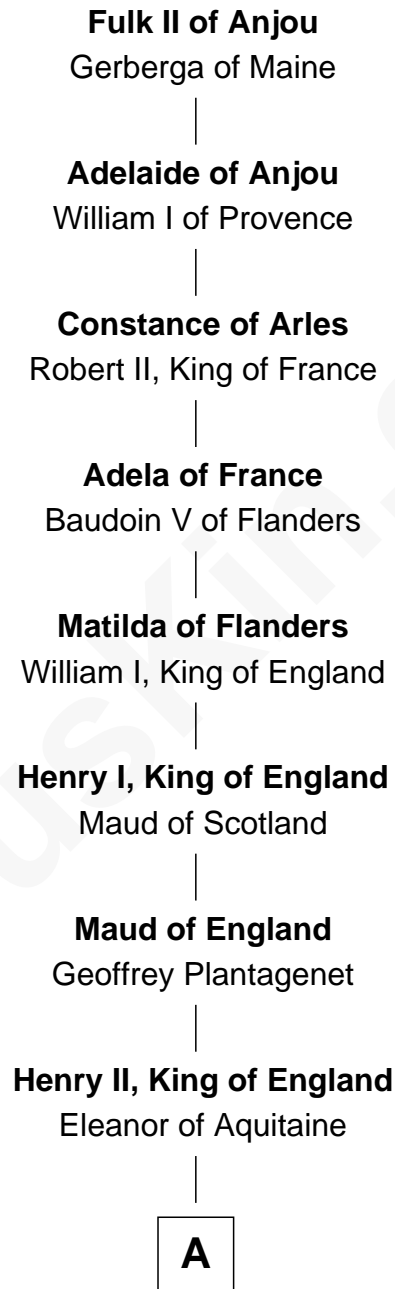 Fulk II of Anjou
Gerberga of Maine
Adelaide of Anjou
William I of Provence
Constance of Arles
Robert II, King of France
Adela of France
Baudoin V of Flanders
Matilda of Flanders
William I, King of England
Henry I, King of England
Maud of Scotland
Maud of England
Geoffrey Plantagenet
Henry II, King of England
Eleanor of Aquitaine
A